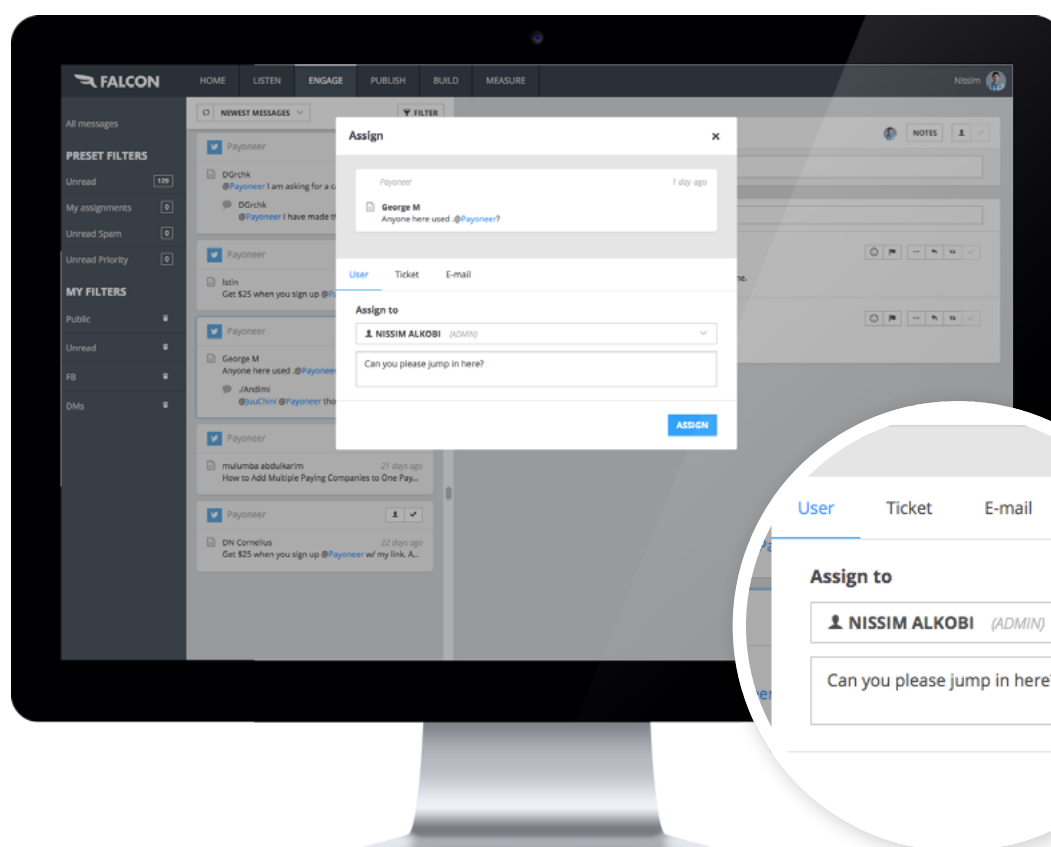 FALCON
HOME LISTEN ENGAGE PUBLISH BUILD MEASURE
Nissim
All messages
PRESET FILTERS
Unread 129
My assignments 0
Unread Spam 0
Unread Priority 0
MY FILTERS
Public
Unread
FB
DMs
NEWEST MESSAGES
FILTER
Payoneer
DGrchk
@Payoneer I am asking for a c
DGrchk
@Payoneer I have made th
Payoneer
Istin
Get $25 when you sign up @P
Payoneer
George M
Anyone here used .@Payoneer
./Andimi
@JuuChini @Payoneer tho
Payoneer
mulumba abdulkarim 21 days ago
How to Add Multiple Paying Companies to One Pay...
Payoneer
DN Cornelius 22 days ago
Get $25 when you sign up @Payoneer w/ my link. A...
Assign
Payoneer 1 day ago
George M
Anyone here used .@Payoneer?
User Ticket E-mail
Assign to
NISSIM ALKOBI (ADMIN)
Can you please jump in here?
ASSIGN
NOTES
ne.
User Ticket E-mail
Assign to
NISSIM ALKOBI (ADMIN)
Can you please jump in here?